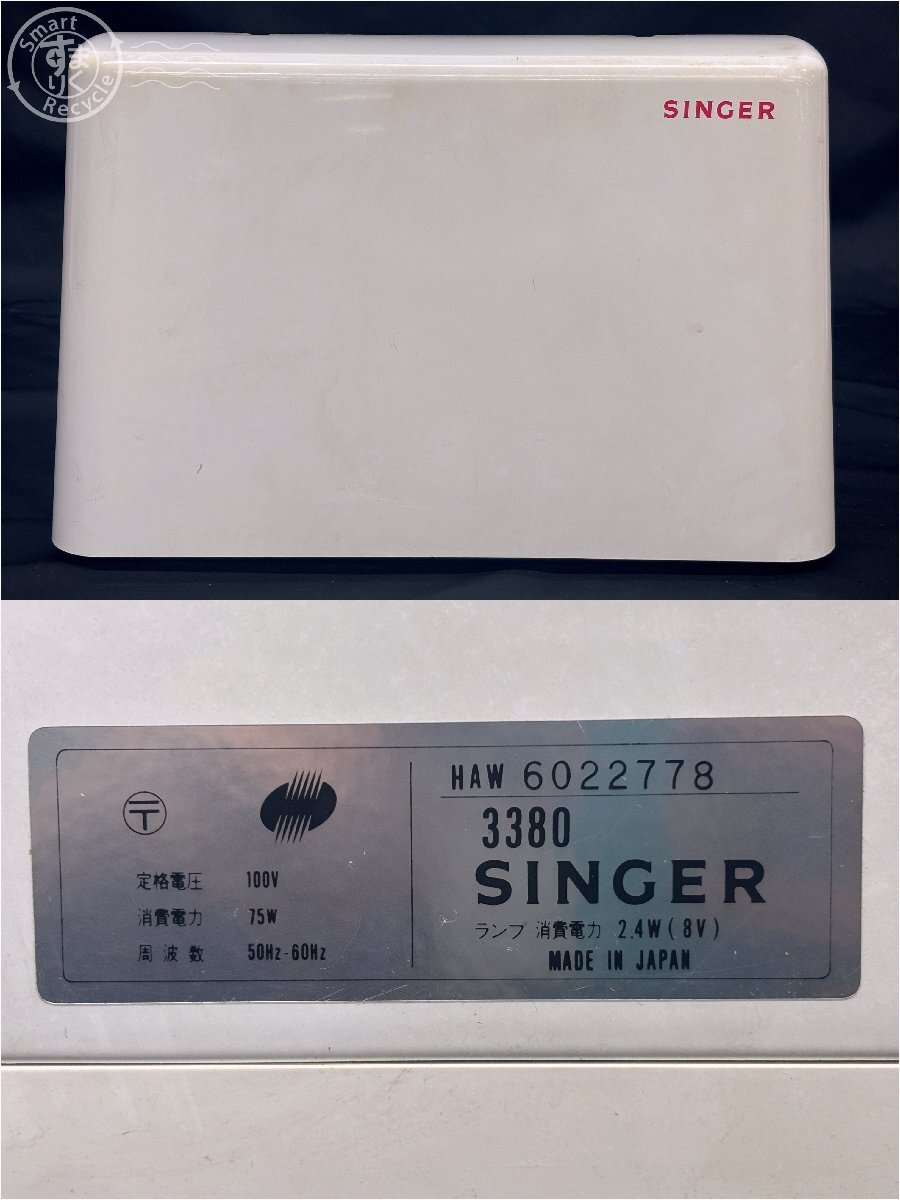 Smart
すまりく
Recycle
SINGER
HAW 6022778
3380
SINGER
〒
定格電圧 100V
消費電力 75W
周波数 50Hz-60Hz
ランプ 消費電力 2.4W(8V)
MADE IN JAPAN